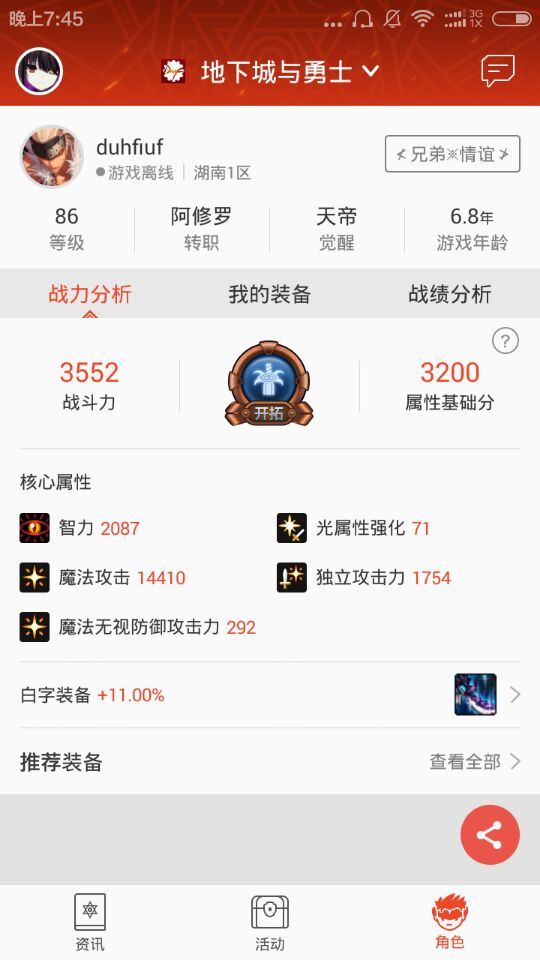 晚上7:45
3G
1X
地下城与勇士
duhfiuf
游戏离线
湖南1区
兄弟※情谊
86
阿修罗
天帝
6.8年
等级
转职
觉醒
游戏年龄
战力分析
我的装备
战绩分析
?
3552
战斗力
开拓
3200
属性基础分
核心属性
智力 2087
光属性强化 71
魔法攻击 14410
独立攻击力 1754
魔法无视防御攻击力 292
白字装备 +11.00%
推荐装备
查看全部
资讯
活动
角色